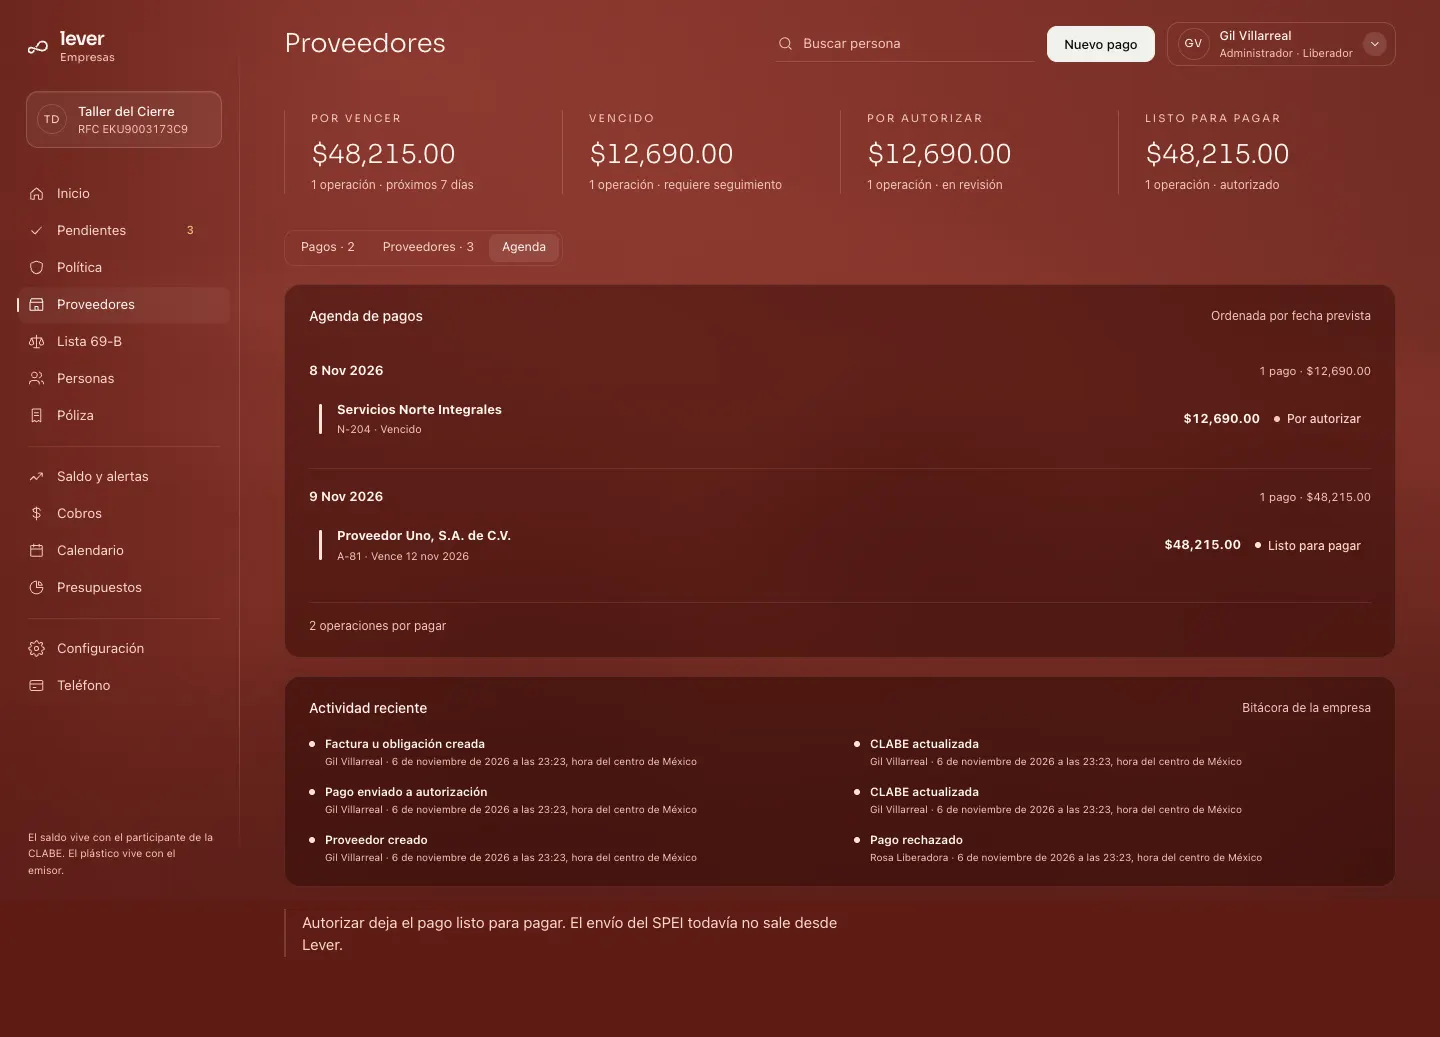 lever
Empresas
TD
Taller del Cierre
RFC EKU9003173C9
Inicio
Pendientes 3
Política
Proveedores
Lista 69-B
Personas
Póliza
Saldo y alertas
Cobros
Calendario
Presupuestos
Configuración
Teléfono
El saldo vive con el participante de la
CLABE. El plástico vive con el
emisor.
Proveedores
Buscar persona
Nuevo pago
GV
Gil Villarreal
Administrador · Liberador
POR VENCER
$48,215.00
1 operación · próximos 7 días
VENCIDO
$12,690.00
1 operación · requiere seguimiento
POR AUTORIZAR
$12,690.00
1 operación · en revisión
LISTO PARA PAGAR
$48,215.00
1 operación · autorizado
Pagos · 2 Proveedores · 3 Agenda
Agenda de pagos Ordenada por fecha prevista
8 Nov 2026 1 pago · $12,690.00
Servicios Norte Integrales
N-204 · Vencido
$12,690.00 Por autorizar
9 Nov 2026 1 pago · $48,215.00
Proveedor Uno, S.A. de C.V.
A-81 · Vence 12 nov 2026
$48,215.00 Listo para pagar
2 operaciones por pagar
Actividad reciente Bitácora de la empresa
Factura u obligación creada
Gil Villarreal · 6 de noviembre de 2026 a las 23:23, hora del centro de México
CLABE actualizada
Gil Villarreal · 6 de noviembre de 2026 a las 23:23, hora del centro de México
Pago enviado a autorización
Gil Villarreal · 6 de noviembre de 2026 a las 23:23, hora del centro de México
CLABE actualizada
Gil Villarreal · 6 de noviembre de 2026 a las 23:23, hora del centro de México
Proveedor creado
Gil Villarreal · 6 de noviembre de 2026 a las 23:23, hora del centro de México
Pago rechazado
Rosa Liberadora · 6 de noviembre de 2026 a las 23:23, hora del centro de México
Autorizar deja el pago listo para pagar. El envío del SPEI todavía no sale desde
Lever.